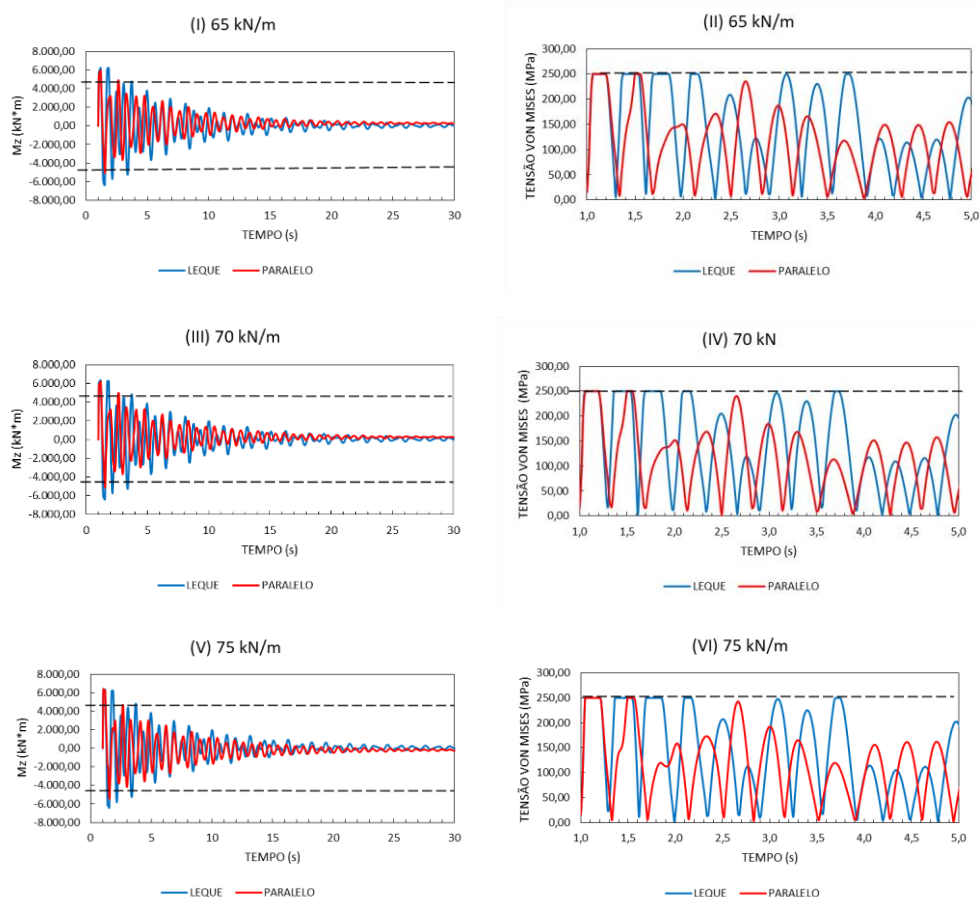 (I) 65 kN/m
8.000,00
6.000,00
4.000,00
2.000,00
0,00
-2.000,00
-4.000,00
-6.000,00
-8.000,00
Mz (kN*m)
0 5 10 15 20 25 30
TEMPO (s)
LEQUE PARALELO
(II) 65 kN/m
300,00
250,00
200,00
150,00
100,00
50,00
0,00
TENSÃO VON MISES (MPa)
1,0 1,5 2,0 2,5 3,0 3,5 4,0 4,5 5,0
TEMPO (s)
LEQUE PARALELO
(III) 70 kN/m
8.000,00
6.000,00
4.000,00
2.000,00
0,00
-2.000,00
-4.000,00
-6.000,00
-8.000,00
Mz (kN*m)
0 5 10 15 20 25 30
TEMPO (s)
LEQUE PARALELO
(IV) 70 kN
300,00
250,00
200,00
150,00
100,00
50,00
0,00
TENSÃO VON MISES (MPa)
1,0 1,5 2,0 2,5 3,0 3,5 4,0 4,5 5,0
TEMPO (s)
LEQUE PARALELO
(V) 75 kN/m
8.000,00
6.000,00
4.000,00
2.000,00
0,00
-2.000,00
-4.000,00
-6.000,00
-8.000,00
Mz (kN*m)
0 5 10 15 20 25 30
TEMPO (s)
LEQUE PARALELO
(VI) 75 kN/m
300,00
250,00
200,00
150,00
100,00
50,00
0,00
TENSÃO VON MISES (MPa)
1,0 1,5 2,0 2,5 3,0 3,5 4,0 4,5 5,0
TEMPO (s)
LEQUE PARALELO